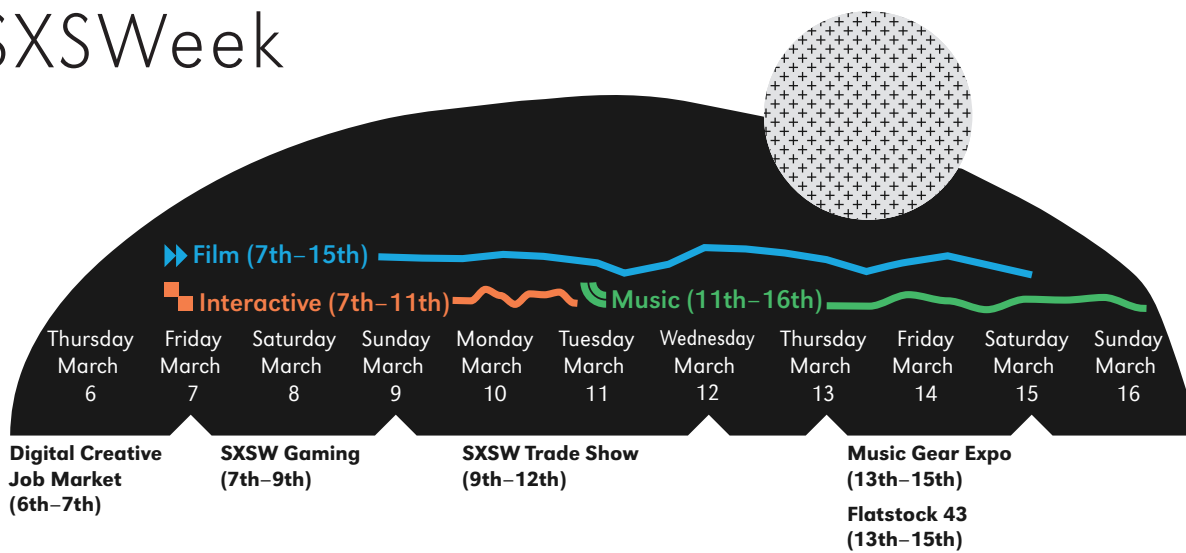 SXSWeek
Film (7th–15th)
Interactive (7th–11th)
Music (11th–16th)
Thursday
March
6
Friday
March
7
Saturday
March
8
Sunday
March
9
Monday
March
10
Tuesday
March
11
Wednesday
March
12
Thursday
March
13
Friday
March
14
Saturday
March
15
Sunday
March
16
Digital Creative
Job Market
(6th–7th)
SXSW Gaming
(7th–9th)
SXSW Trade Show
(9th–12th)
Music Gear Expo
(13th–15th)
Flatstock 43
(13th–15th)